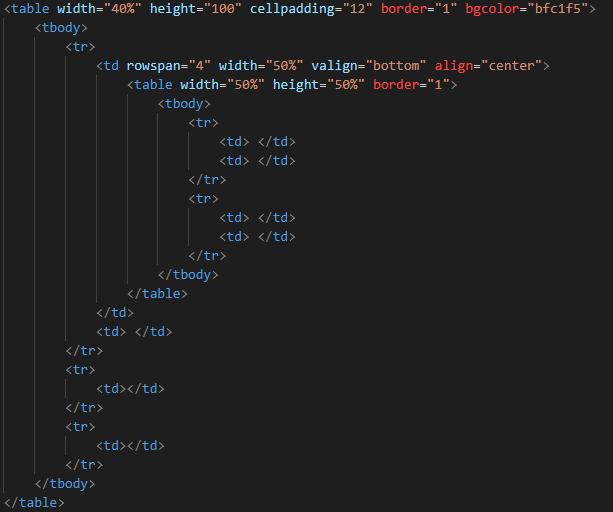 <table width="40%" height="100" cellpadding="12" border="1" bgcolor="bfc1f5">
    <tbody>
        <tr>
            <td rowspan="4" width="50%" valign="bottom" align="center">
                <table width="50%" height="50%" border="1">
                    <tbody>
                        <tr>
                            <td> </td>
                            <td> </td>
                        </tr>
                        <tr>
                            <td> </td>
                            <td> </td>
                        </tr>
                    </tbody>
                </table>
            </td>
            <td> </td>
        </tr>
        <tr>
            <td></td>
        </tr>
        <tr>
            <td></td>
        </tr>
    </tbody>
</table>